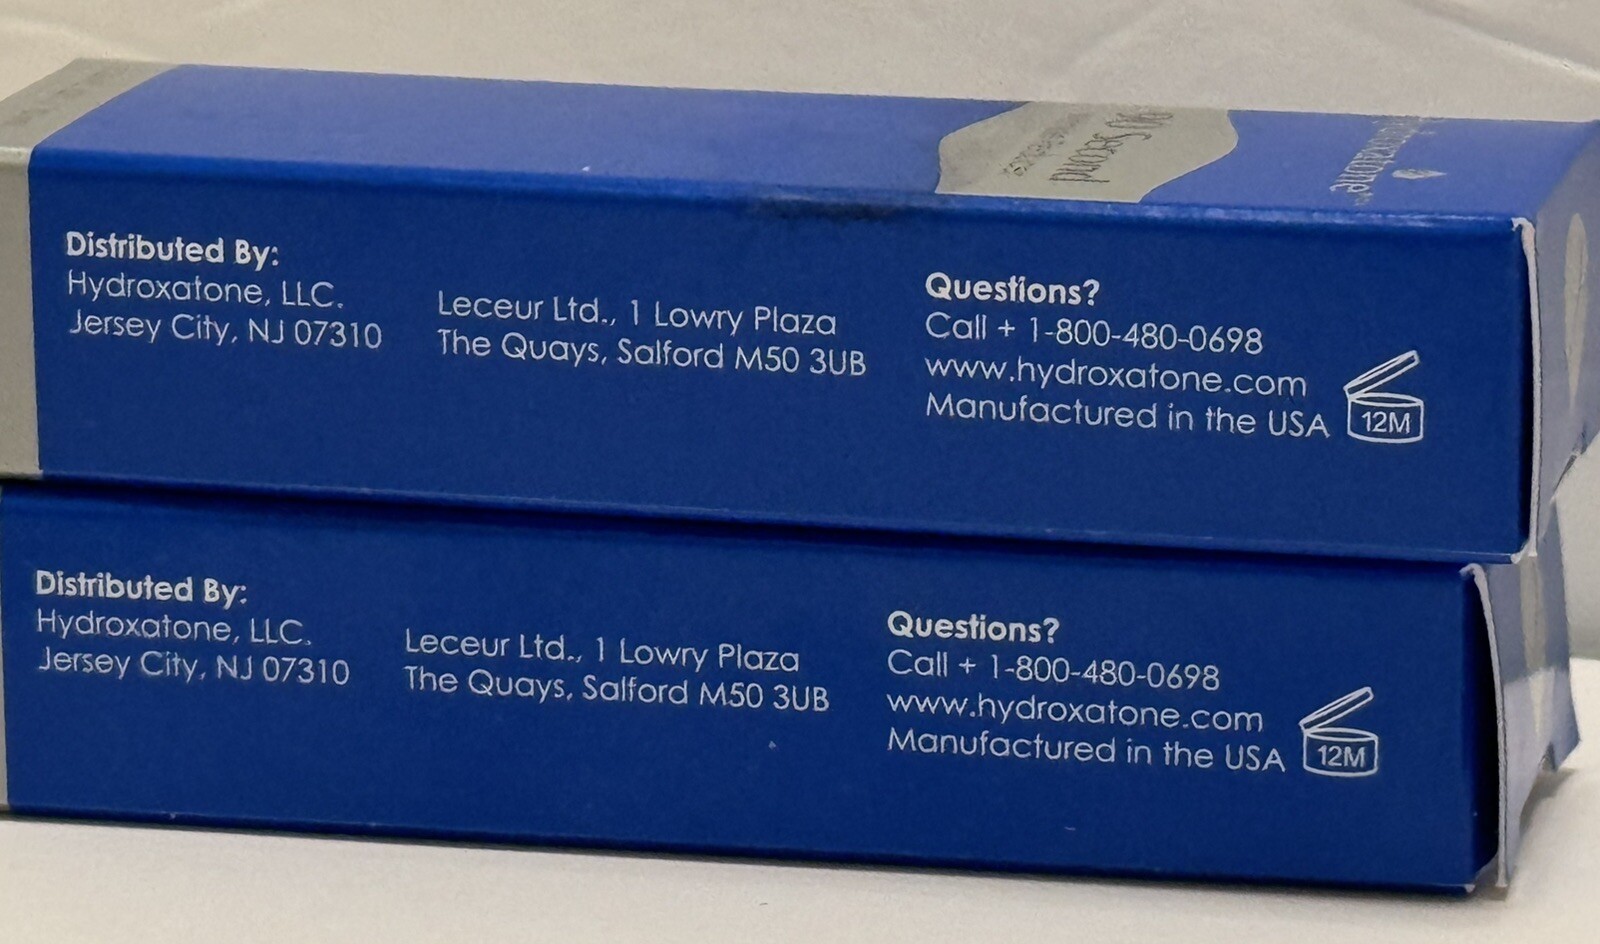 90 Second
Hydroxatone
Distributed By:
Hydroxatone, LLC.
Jersey City, NJ 07310
Leceur Ltd., 1 Lowry Plaza
The Quays, Salford M50 3UB
Questions?
Call + 1-800-480-0698
www.hydroxatone.com
Manufactured in the USA
12M
Distributed By:
Hydroxatone, LLC.
Jersey City, NJ 07310
Leceur Ltd., 1 Lowry Plaza
The Quays, Salford M50 3UB
Questions?
Call + 1-800-480-0698
www.hydroxatone.com
Manufactured in the USA
12M